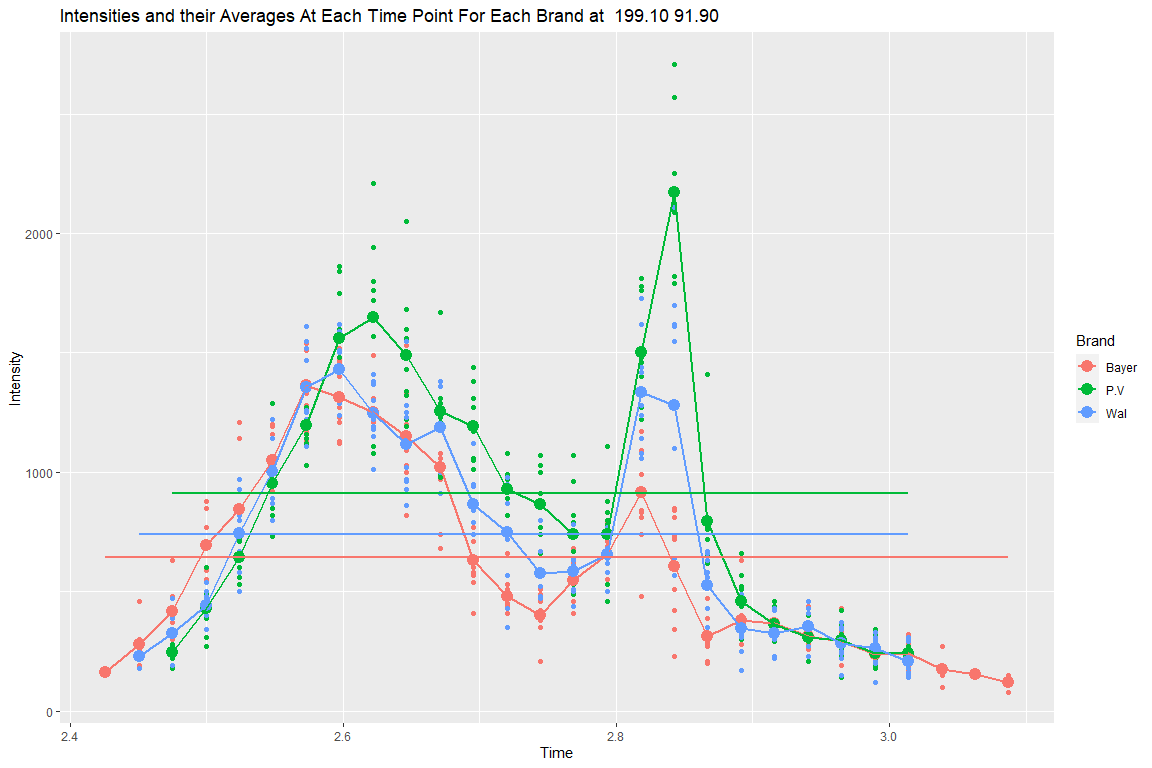 Intensities and their Averages At Each Time Point For Each Brand at  199.10 91.90
Intensity
2000
1000
0
2.4
2.6
2.8
3.0
Time
Brand
Bayer
P.V
Wal